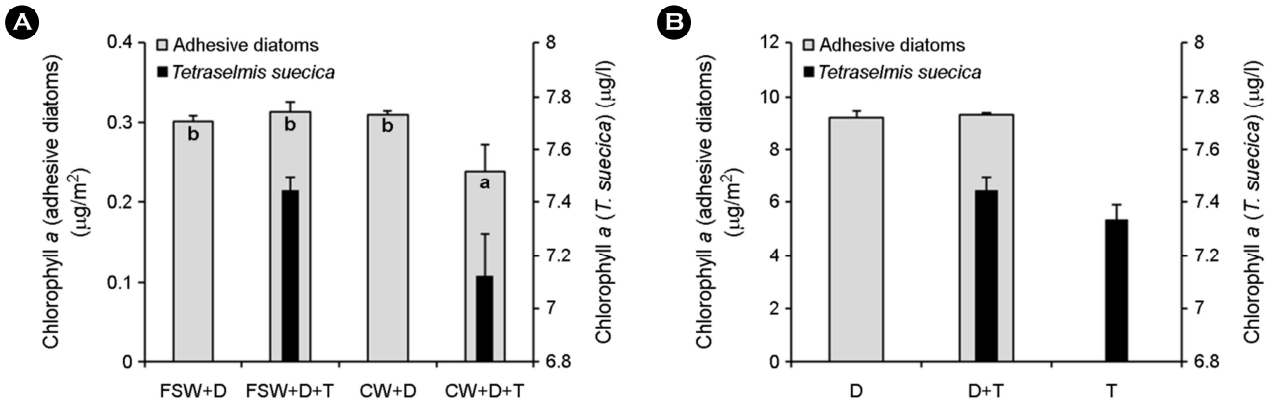 A
Chlorophyll a (adhesive diatoms)
(µg/m²)
0.4
0.3
0.2
0.1
0
Adhesive diatoms
Tetraselmis suecica
b
b
b
a
8
7.8
7.6
7.4
7.2
7
6.8
Chlorophyll a (T. suecica) (µg/l)
FSW+D
FSW+D+T
CW+D
CW+D+T
B
Chlorophyll a (adhesive diatoms)
(µg/m²)
12
10
8
6
4
2
0
Adhesive diatoms
Tetraselmis suecica
8
7.8
7.6
7.4
7.2
7
6.8
Chlorophyll a (T. suecica) (µg/l)
D
D+T
T